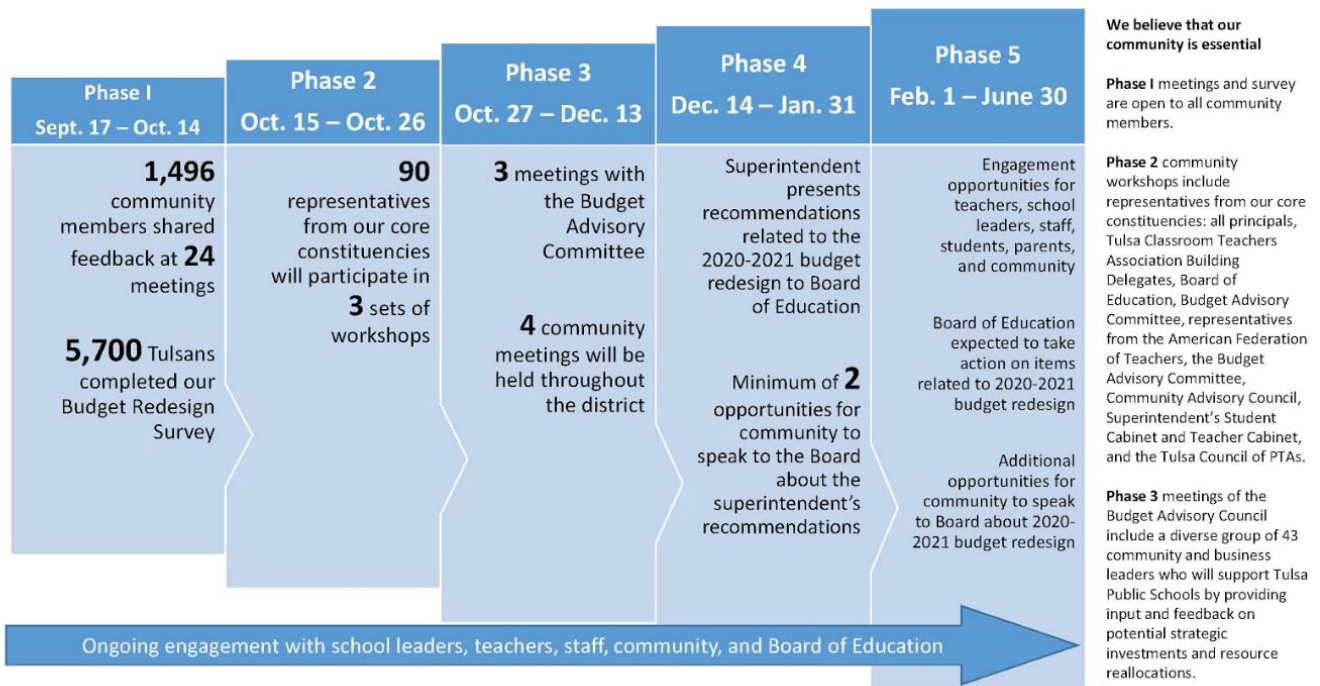 Phase I
Sept. 17 – Oct. 14
1,496
community
members shared
feedback at 24
meetings
5,700 Tulsans
completed our
Budget Redesign
Survey
Phase 2
Oct. 15 – Oct. 26
90
representatives
from our core
constituencies
will participate in
3 sets of
workshops
Phase 3
Oct. 27 – Dec. 13
3 meetings with
the Budget
Advisory
Committee
4 community
meetings will be
held throughout
the district
Phase 4
Dec. 14 – Jan. 31
Superintendent
presents
recommendations
related to the
2020-2021 budget
redesign to Board
of Education
Minimum of 2
opportunities for
community to
speak to the Board
about the
superintendent’s
recommendations
Phase 5
Feb. 1 – June 30
Engagement
opportunities for
teachers, school
leaders, staff,
students, parents,
and community
Board of Education
expected to take
action on items
related to 2020-2021
budget redesign
Additional
opportunities for
community to speak
to Board about 2020-
2021 budget redesign
Ongoing engagement with school leaders, teachers, staff, community, and Board of Education
We believe that our
community is essential
Phase I meetings and survey
are open to all community
members.
Phase 2 community
workshops include
representatives from our core
constituencies: all principals,
Tulsa Classroom Teachers
Association Building
Delegates, Board of
Education, Budget Advisory
Committee, representatives
from the American Federation
of Teachers, the Budget
Advisory Committee,
Community Advisory Council,
Superintendent’s Student
Cabinet and Teacher Cabinet,
and the Tulsa Council of PTAs.
Phase 3 meetings of the
Budget Advisory Council
include a diverse group of 43
community and business
leaders who will support Tulsa
Public Schools by providing
input and feedback on
potential strategic
investments and resource
reallocations.